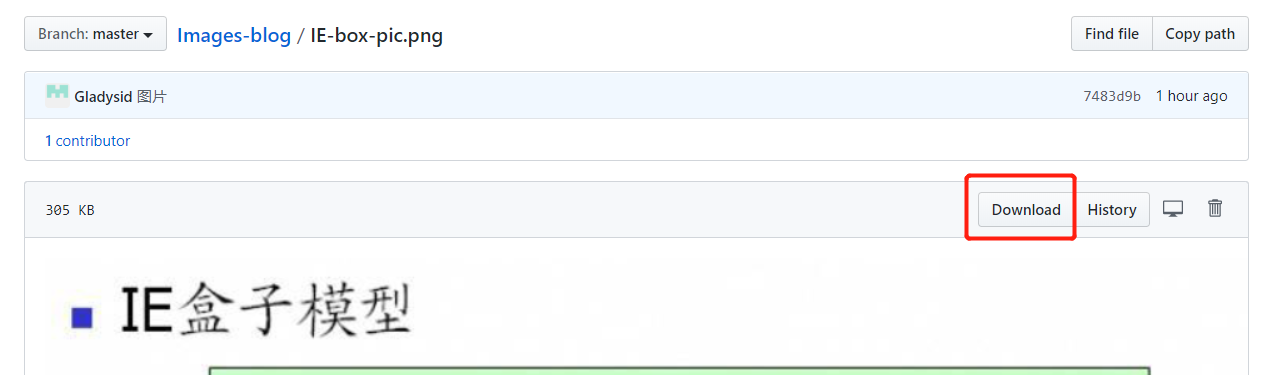 Branch: master Images-blog / IE-box-pic.png Find file Copy path
Gladysid 图片 7483d9b 1 hour ago
1 contributor
305 KB Download History
IE盒子模型